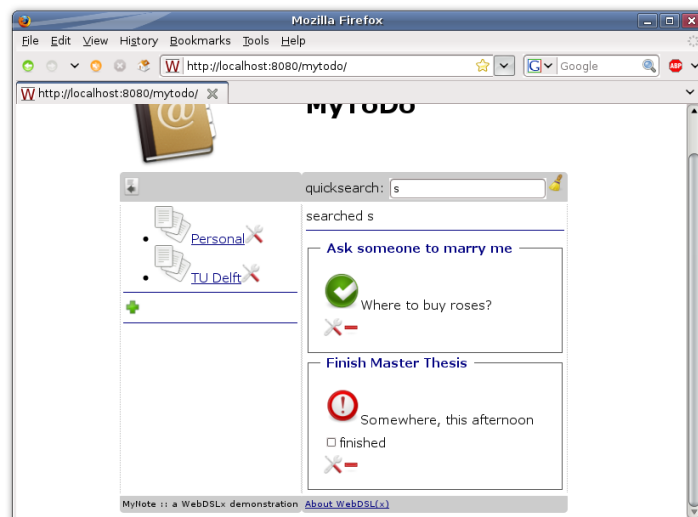 Mozilla Firefox
File Edit View History Bookmarks Tools Help
W http://localhost:8080/mytodo/ G Google ABP
W http://localhost:8080/mytodo/
@ MyToDo
quicksearch: s
searched s
Personal
TU Delft
Ask someone to marry me
Where to buy roses?
Finish Master Thesis
Somewhere, this afternoon
finished
MyNote :: a WebDSLx demonstration About WebDSL(x)